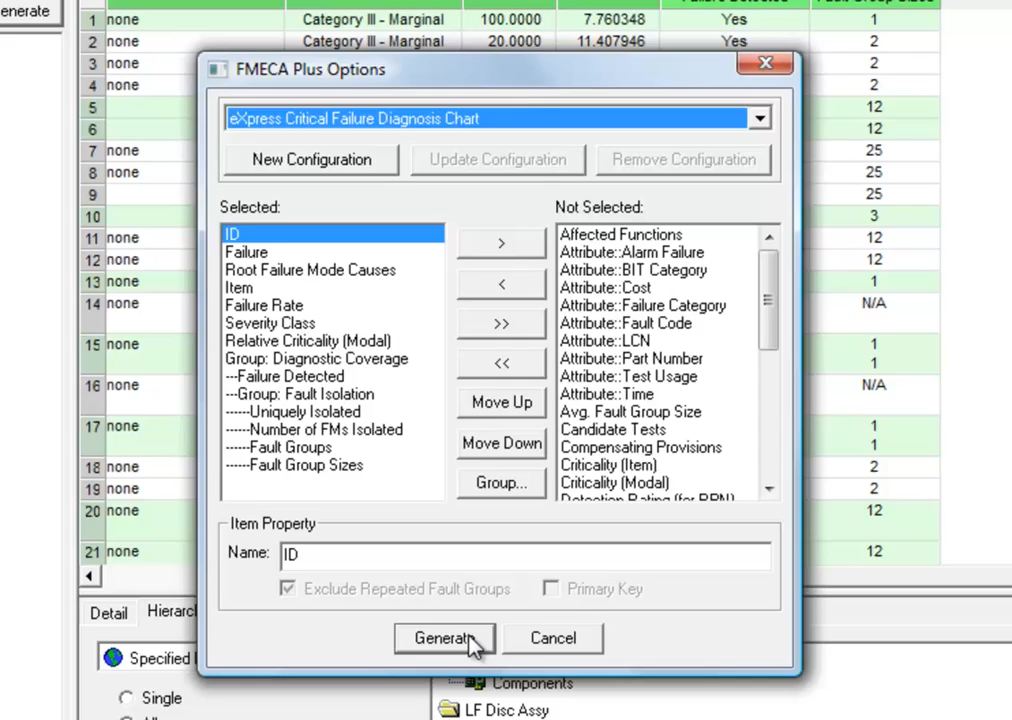 enerate
1 none Category III - Marginal 100.0000 7.760348 Yes 1
2 none Category III - Marginal 20.0000 11.407946 Yes 2
3 none 2
4 none 2
5 12
6 12
7 none 25
8 none 25
9 25
10 3
11 none 12
12 none 12
13 none 1
14 none N/A
15 none 1
1
16 none N/A
17 none 1
1
18 none 2
19 none 2
20 none 12
21 none 12
FMECA Plus Options
eXpress Critical Failure Diagnosis Chart
New Configuration Update Configuration Remove Configuration
Selected: Not Selected:
ID
Failure
Root Failure Mode Causes
Item
Failure Rate
Severity Class
Relative Criticality (Modal)
Group: Diagnostic Coverage
---Failure Detected
---Group: Fault Isolation
------Uniquely Isolated
------Number of FMs Isolated
------Fault Groups
------Fault Group Sizes
>
<
>>
<<
Move Up
Move Down
Group...
Affected Functions
Attribute::Alarm Failure
Attribute::BIT Category
Attribute::Cost
Attribute::Failure Category
Attribute::Fault Code
Attribute::LCN
Attribute::Part Number
Attribute::Test Usage
Attribute::Time
Avg. Fault Group Size
Candidate Tests
Compensating Provisions
Criticality (Item)
Criticality (Modal)
Detection Rating (for RPN)
Item Property
Name: ID
Exclude Repeated Fault Groups Primary Key
Generate Cancel
Detail Hierarc
Specified
Single
Components
LF Disc Assy